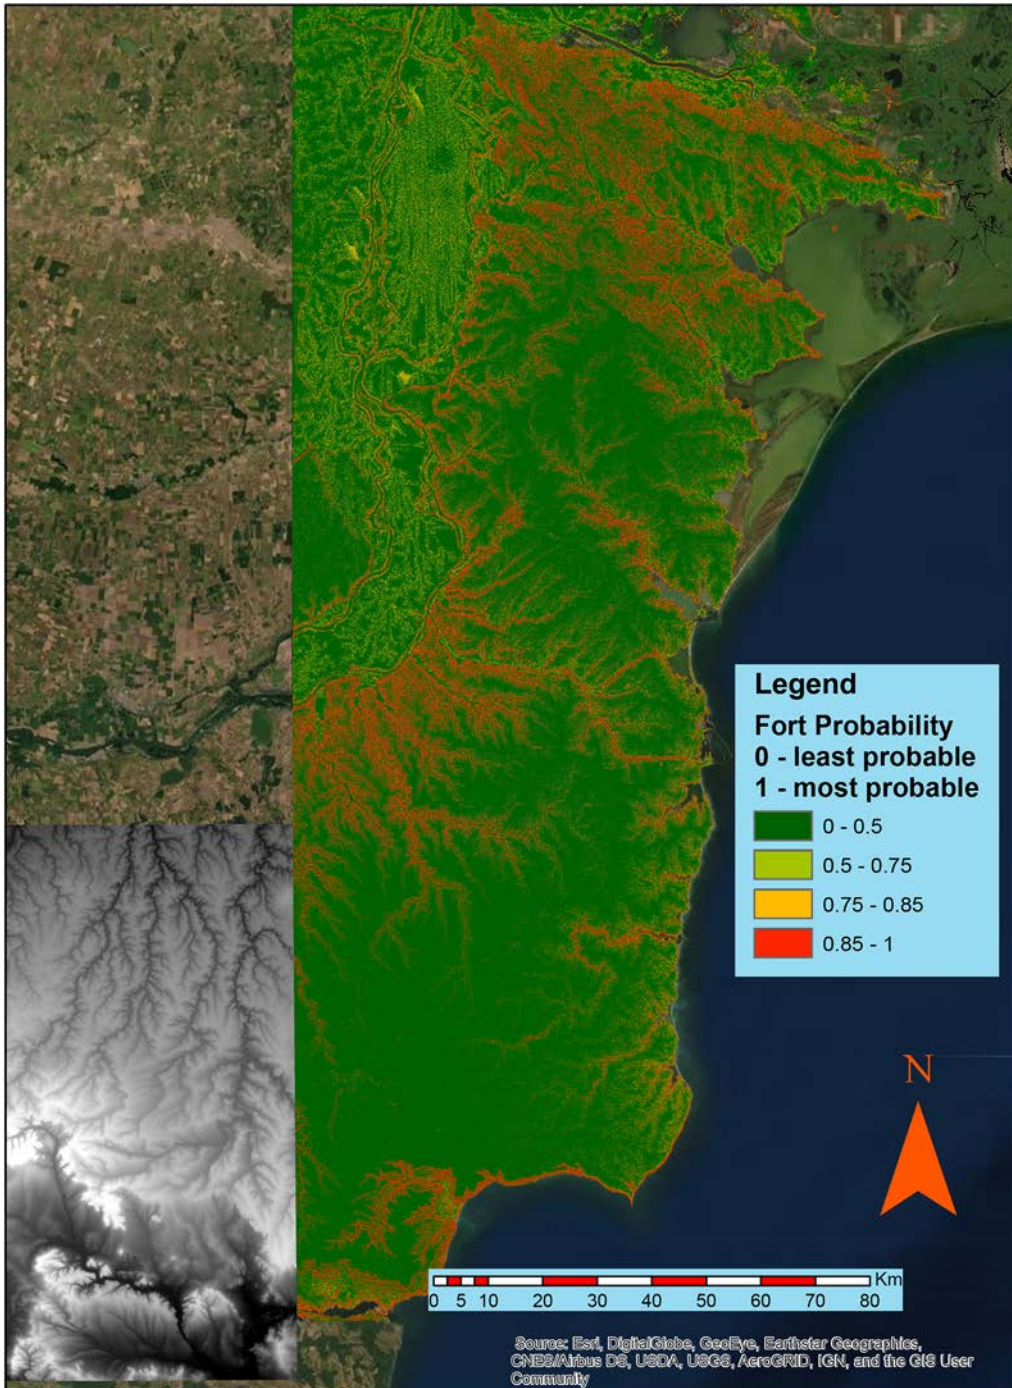 Legend
Fort Probability
0 - least probable
1 - most probable
0 - 0.5
0.5 - 0.75
0.75 - 0.85
0.85 - 1
N
Km
0 5 10 20 30 40 50 60 70 80
Source: Esri, DigitalGlobe, GeoEye, Earthstar Geographics,
CNES/Airbus DS, USDA, USGS, AeroGRID, IGN, and the GIS User
Community